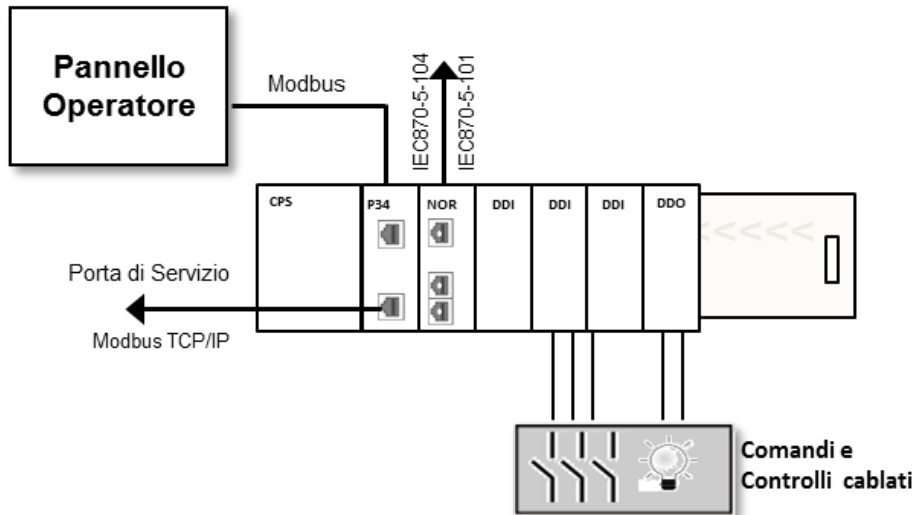 Pannello
Operatore
Modbus
IEC870-5-104
IEC870-5-101
CPS
P34
NOR
DDI
DDI
DDI
DDO
<<<<<
Porta di Servizio
Modbus TCP/IP
Comandi e
Controlli cablati